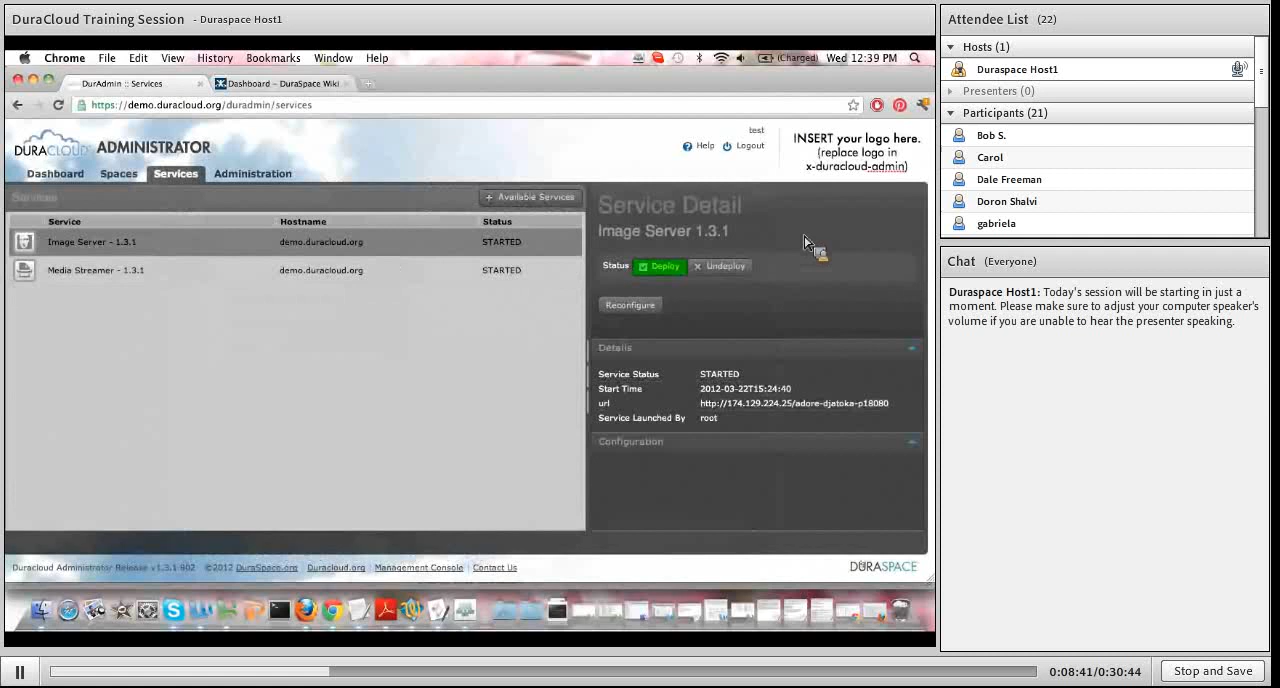 DuraCloud Training Session - Duraspace Host1
Chrome File Edit View History Bookmarks Window Help (Charged) Wed 12:39 PM
DurAdmin :: Services Dashboard – DuraSpace Wiki
https://demo.duracloud.org/duradmin/services
test
DURACLOUD ADMINISTRATOR
Help Logout
INSERT your logo here.
(replace logo in
x-duracloud-admin)
Dashboard Spaces Services Administration
Services
+ Available Services
Service Hostname Status
Image Server - 1.3.1 demo.duracloud.org STARTED
Media Streamer - 1.3.1 demo.duracloud.org STARTED
Service Detail
Image Server 1.3.1
Status Deploy Undeploy
Reconfigure
Details
Service Status STARTED
Start Time 2012-03-22T15:24:40
url http://174.129.224.25/adore-djatoka-p18080
Service Launched By root
Configuration
Duracloud Administrator Release v1.3.1-902 ©2012 DuraSpace.org Duracloud.org Management Console Contact Us
DURASPACE
Attendee List (22)
Hosts (1)
Duraspace Host1
Presenters (0)
Participants (21)
Bob S.
Carol
Dale Freeman
Doron Shalvi
gabriela
Chat (Everyone)
Duraspace Host1: Today's session will be starting in just a
moment. Please make sure to adjust your computer speaker's
volume if you are unable to hear the presenter speaking.
0:08:41/0:30:44
Stop and Save